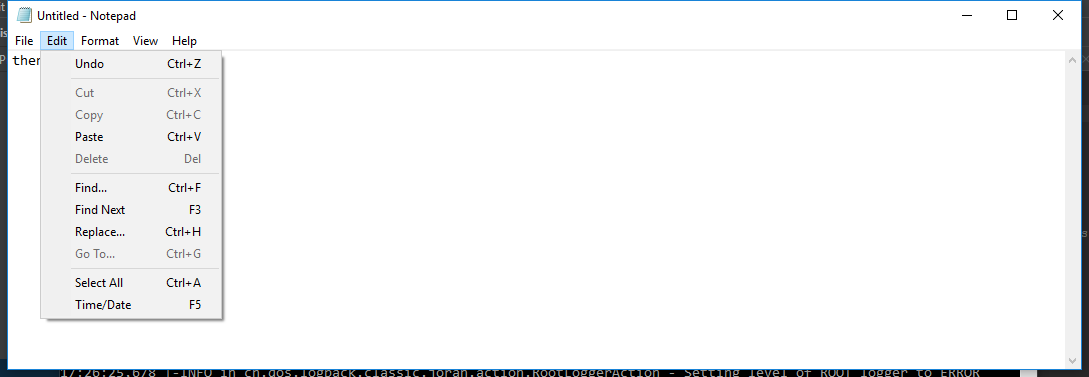 Untitled - Notepad
File Edit Format View Help
ther
Undo Ctrl+Z
Cut Ctrl+X
Copy Ctrl+C
Paste Ctrl+V
Delete Del
Find... Ctrl+F
Find Next F3
Replace... Ctrl+H
Go To... Ctrl+G
Select All Ctrl+A
Time/Date F5
17:26:25.678 |-INFO in ch.qos.logback.classic.joran.action.RootLoggerAction - Setting level of ROOT logger to ERROR